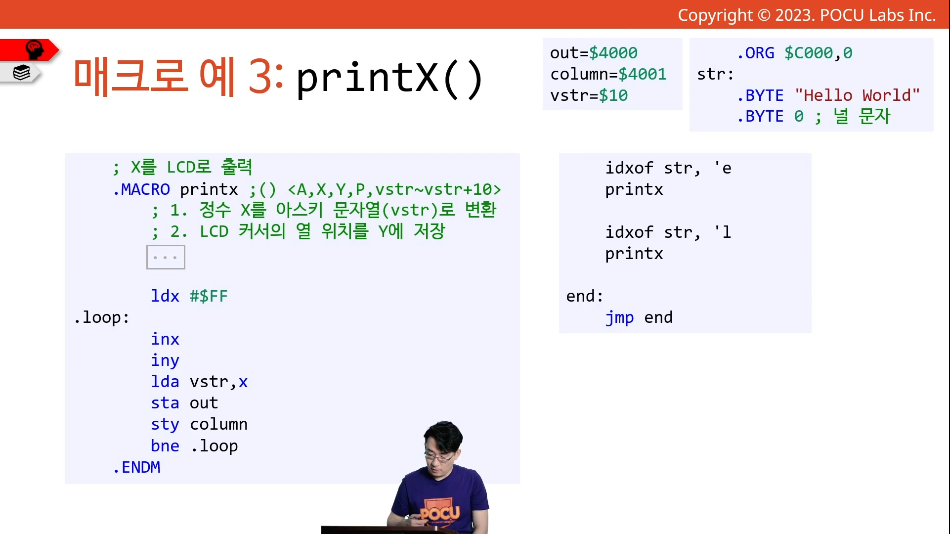 Copyright © 2023. POCU Labs Inc.
매크로 예 3: printX()
out=$4000
column=$4001
vstr=$10
.ORG $C000,0
str:
.BYTE "Hello World"
.BYTE 0 ; 널 문자
; X를 LCD로 출력
.MACRO printx ;() <A,X,Y,P,vstr~vstr+10>
; 1. 정수 X를 아스키 문자열(vstr)로 변환
; 2. LCD 커서의 열 위치를 Y에 저장
...
ldx #$FF
.loop:
inx
iny
lda vstr,x
sta out
sty column
bne .loop
.ENDM
idxof str, 'e
printx
idxof str, 'l
printx
end:
jmp end
POCU